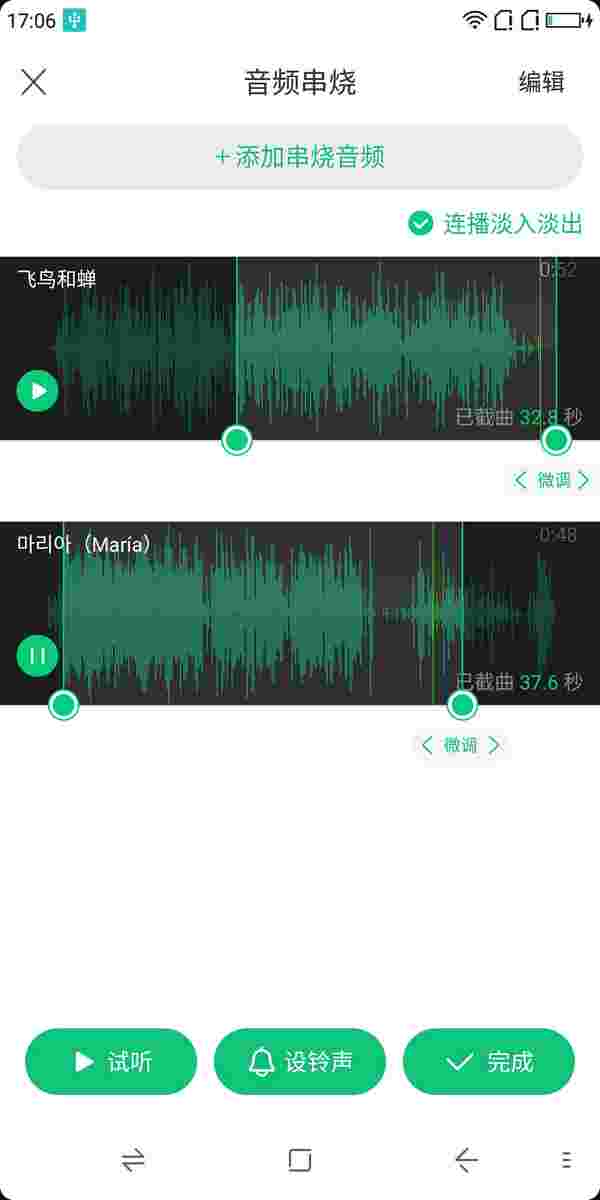 17:06
音频串烧
编辑
+添加串烧音频
连播淡入淡出
飞鸟和蝉
0:52
已截曲 32.8 秒
微调
마리아（María）
0:48
已截曲 37.6 秒
微调
试听
设铃声
完成